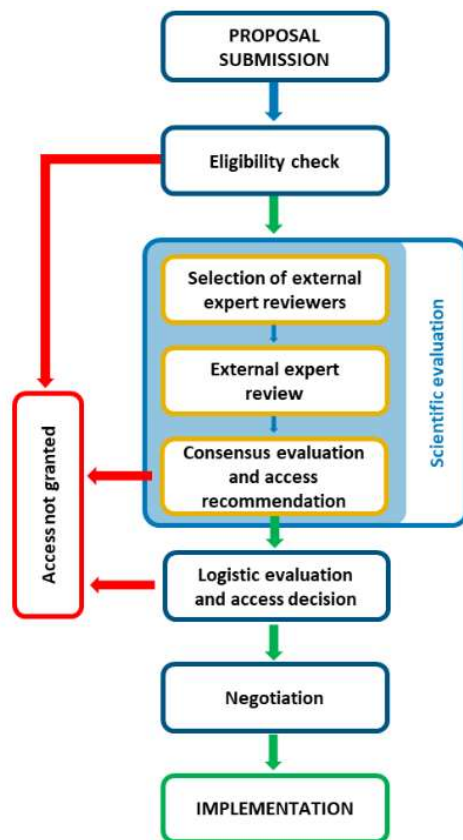 PROPOSAL
SUBMISSION
Eligibility check
Selection of external
expert reviewers
External expert
review
Consensus evaluation
and access
recommendation
Scientific evaluation
Access not granted
Logistic evaluation
and access decision
Negotiation
IMPLEMENTATION